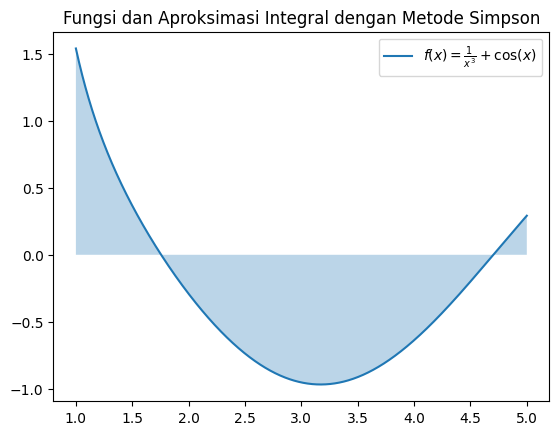 Fungsi dan Aproksimasi Integral dengan Metode Simpson
f(x) = 1/x³ + cos(x)
1.5
1.0
0.5
0.0
−0.5
−1.0
1.0 1.5 2.0 2.5 3.0 3.5 4.0 4.5 5.0